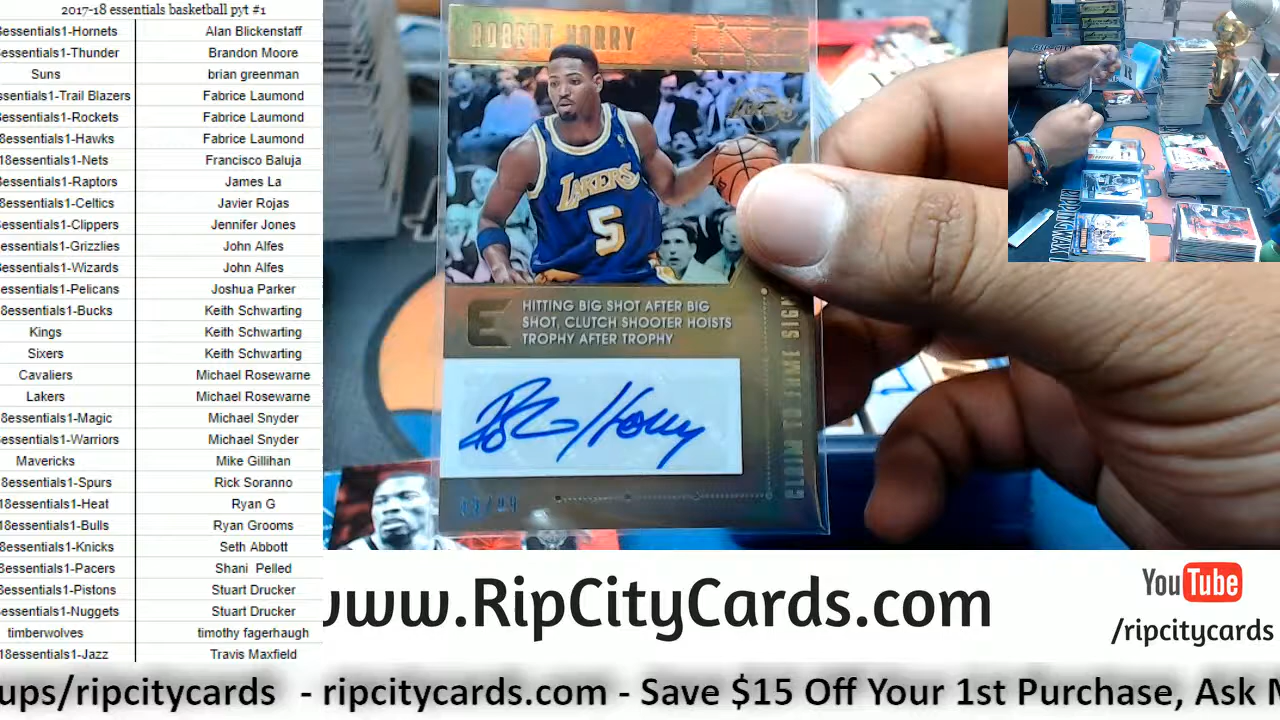 2017-18 essentials basketball pyt #1
8essentials1-Hornets Alan Blickenstaff
essentials1-Thunder Brandon Moore
Suns brian greenman
ssentials1-Trail Blazers Fabrice Laumond
essentials1-Rockets Fabrice Laumond
8essentials1-Hawks Fabrice Laumond
18essentials1-Nets Francisco Baluja
8essentials1-Raptors James La
8essentials1-Celtics Javier Rojas
essentials1-Clippers Jennifer Jones
essentials1-Grizzlies John Alfes
essentials1-Wizards John Alfes
essentials1-Pelicans Joshua Parker
8essentials1-Bucks Keith Schwarting
Kings Keith Schwarting
Sixers Keith Schwarting
Cavaliers Michael Rosewarne
Lakers Michael Rosewarne
8essentials1-Magic Michael Snyder
essentials1-Warriors Michael Snyder
Mavericks Mike Gillihan
8essentials1-Spurs Rick Soranno
18essentials1-Heat Ryan G
18essentials1-Bulls Ryan Grooms
8essentials1-Knicks Seth Abbott
essentials1-Pacers Shani Pelled
8essentials1-Pistons Stuart Drucker
essentials1-Nuggets Stuart Drucker
timberwolves timothy fagerhaugh
18essentials1-Jazz Travis Maxfield
ROBERT HORRY
LAKERS
5
E
HITTING BIG SHOT AFTER BIG
SHOT, CLUTCH SHOOTER HOISTS
TROPHY AFTER TROPHY
CLAIM TO FAME SIGN
www.RipCityCards.com
YouTube
/ripcitycards
ups/ripcitycards - ripcitycards.com - Save $15 Off Your 1st Purchase, Ask M